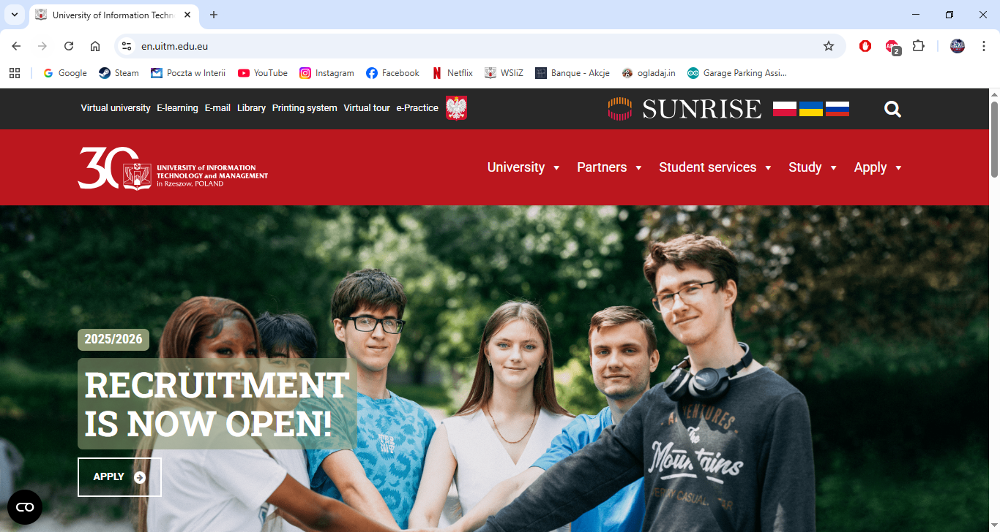 University of Information Techn
en.uitm.edu.eu
ABP
2
Google
Steam
Poczta w Interii
YouTube
Instagram
Facebook
Netflix
WSIiZ
Banque - Akcje
ogladaj.in
Garage Parking Assi...
Virtual university
E-learning
E-mail
Library
Printing system
Virtual tour
e-Practice
SUNRISE
30
UNIVERSITY of INFORMATION
TECHNOLOGY and MANAGEMENT
in Rzeszow, POLAND
University
Partners
Student services
Study
Apply
2025/2026
RECRUITMENT
IS NOW OPEN!
APPLY
ADVENTURES.
The
Mountains